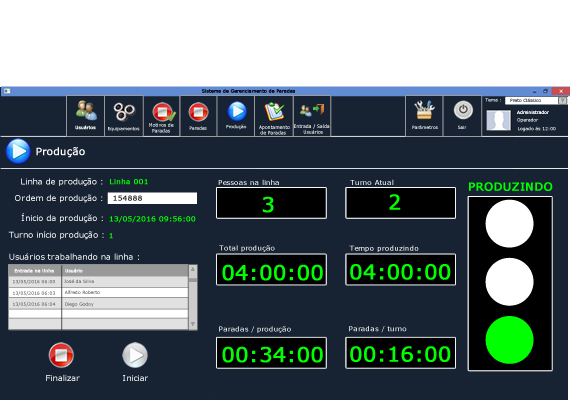 Sistema de Gerenciamento de Paradas
Usuários
Equipamentos
Motivos de Paradas
Paradas
Produção
Apontamento de Paradas
Entrada / Saída Usuários
Parâmetros
Sair
Tema : Preto Clássico
Administrador
Operador
Logado às 12:00
Produção
Linha de produção : Linha 001
Ordem de produção : 154888
Ínicio da produção : 13/05/2016 09:56:00
Turno início produção : 1
Usuários trabalhando na linha :
Entrada na linha Usuário
13/05/2016 06:00 José da Silva
13/05/2016 06:03 Alfredo Roberto
13/05/2016 06:04 Diego Godoy
Finalizar
Iniciar
Pessoas na linha
3
Turno Atual
2
Total produção
04:00:00
Tempo produzindo
04:00:00
Paradas / produção
00:34:00
Paradas / turno
00:16:00
PRODUZINDO